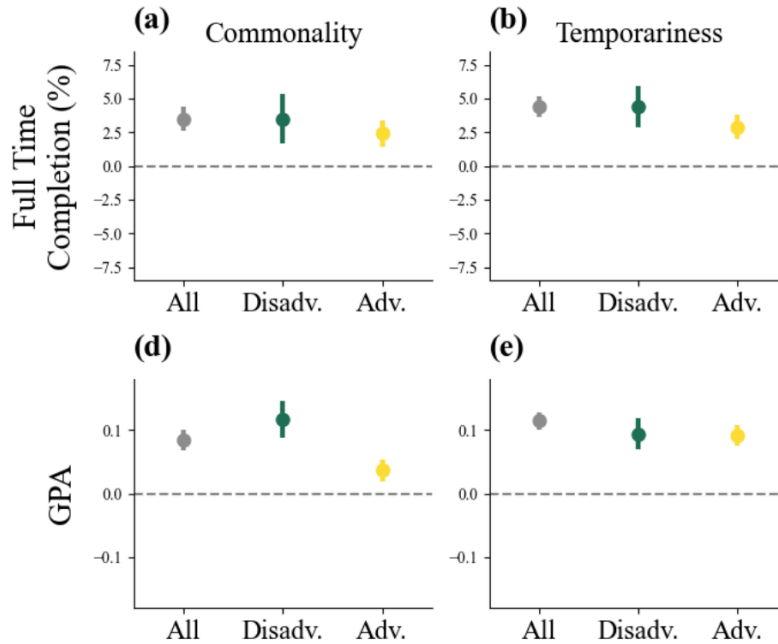 (a)
Commonality
(b)
Temporariness
Full Time
Completion (%)
7.5
5.0
2.5
0.0
−2.5
−5.0
−7.5
All Disadv. Adv.
7.5
5.0
2.5
0.0
−2.5
−5.0
−7.5
All Disadv. Adv.
(d)
(e)
GPA
0.1
0.0
−0.1
All Disadv. Adv.
0.1
0.0
−0.1
All Disadv. Adv.